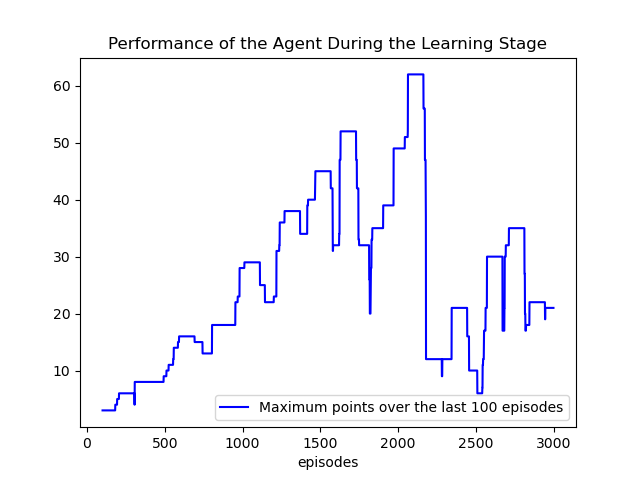 Performance of the Agent During the Learning Stage
60
50
40
30
20
10
Maximum points over the last 100 episodes
0 500 1000 1500 2000 2500 3000
episodes